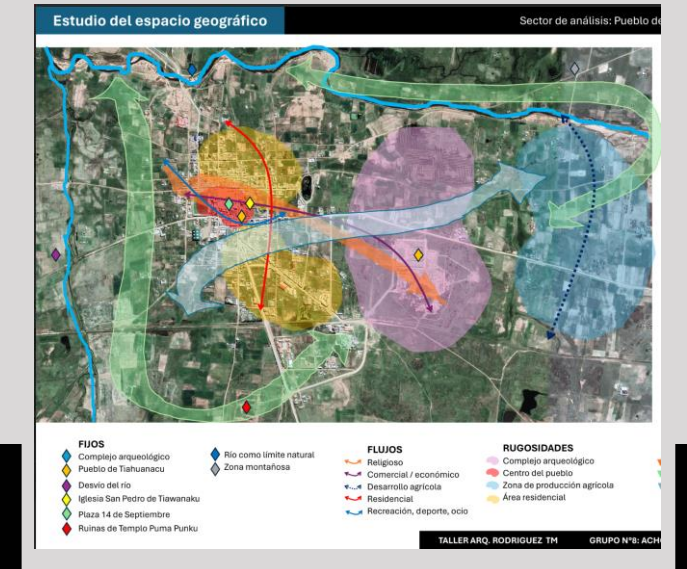 Estudio del espacio geográfico
Sector de análisis: Pueblo de
FIJOS
Complejo arqueológico
Pueblo de Tiahuanacu
Desvío del río
Iglesia San Pedro de Tiawanaku
Plaza 14 de Septiembre
Ruinas de Templo Puma Punku
Río como límite natural
Zona montañosa
FLUJOS
Religioso
Comercial / económico
Desarrollo agrícola
Residencial
Recreación, deporte, ocio
RUGOSIDADES
Complejo arqueológico
Centro del pueblo
Zona de producción agrícola
Área residencial
TALLER ARQ. RODRIGUEZ TM
GRUPO N°8: ACH